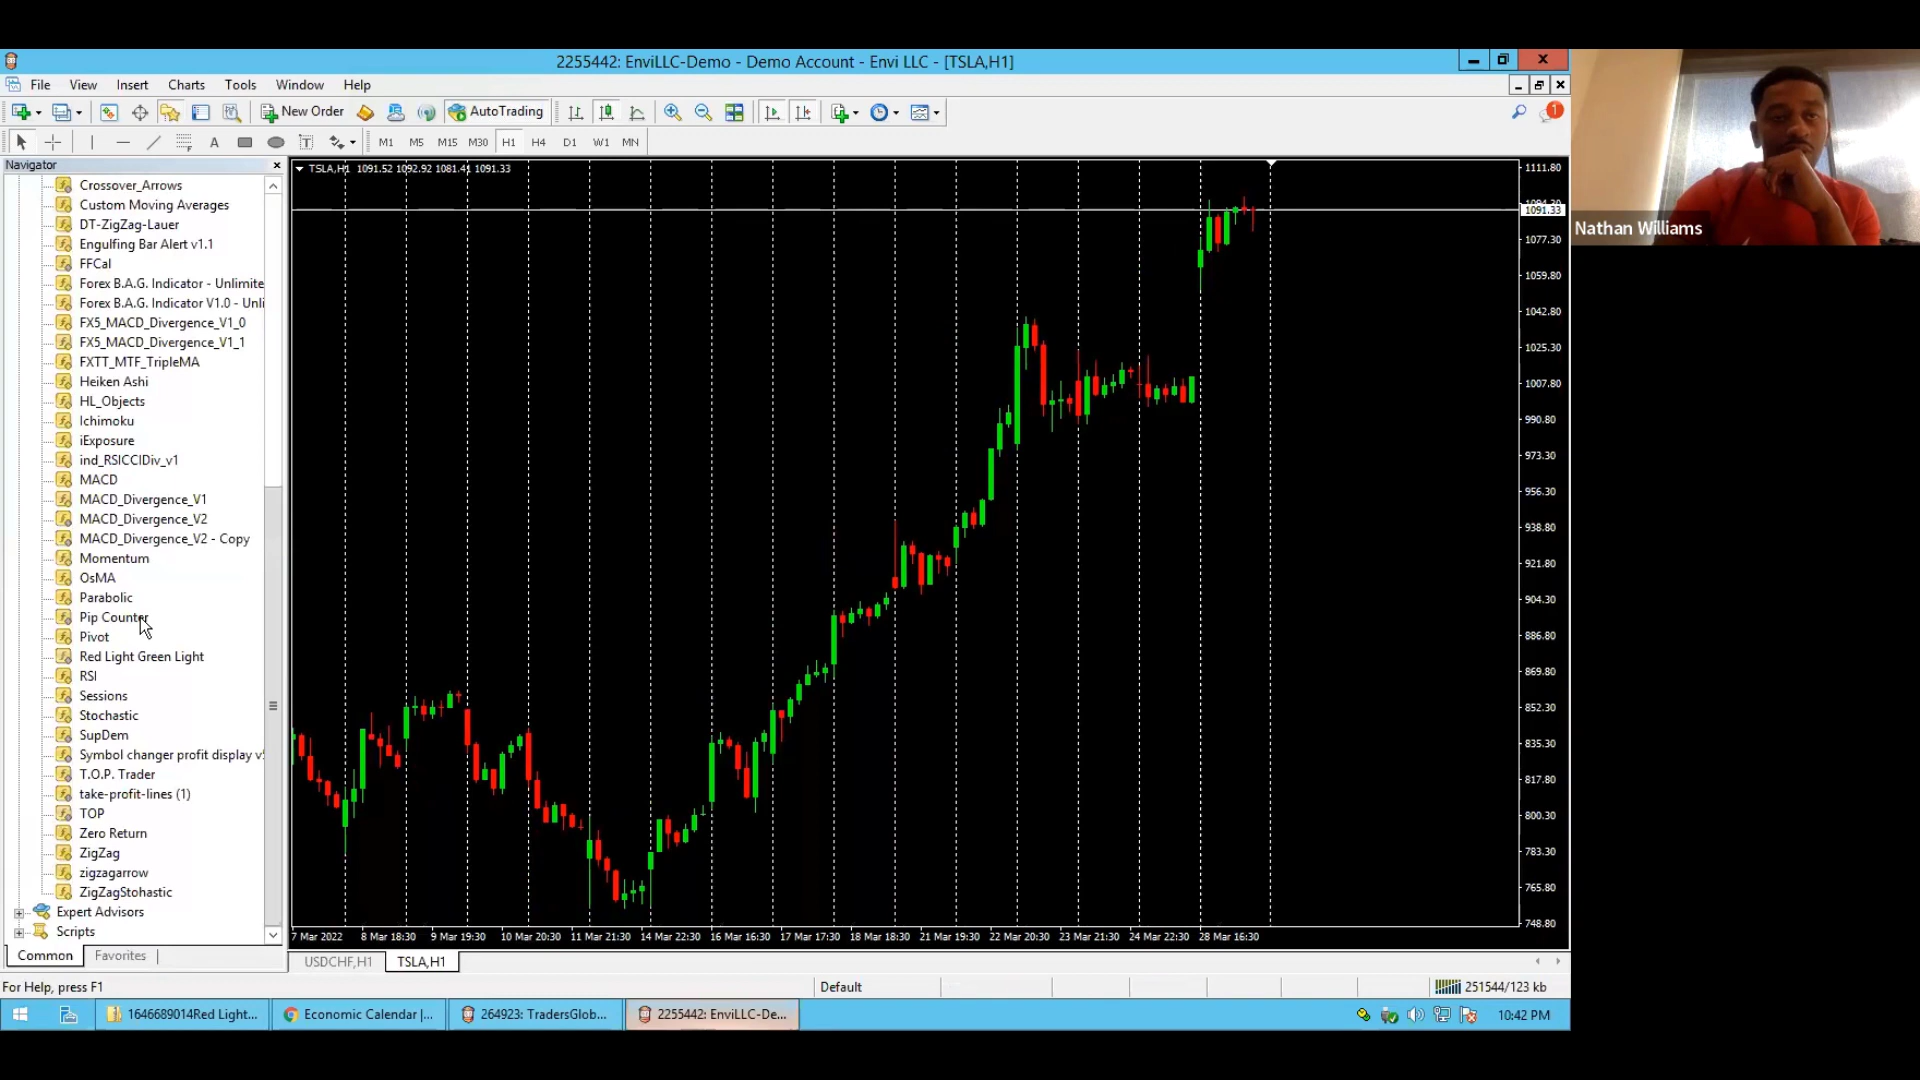 2255442: EnviLLC-Demo - Demo Account - Envi LLC - [TSLA,H1]
File View Insert Charts Tools Window Help
New Order AutoTrading 1
A T M1 M5 M15 M30 H1 H4 D1 W1 MN
Navigator
Crossover_Arrows
Custom Moving Averages
DT-ZigZag-Lauer
Engulfing Bar Alert v1.1
FFCal
Forex B.A.G. Indicator - Unlimite
Forex B.A.G. Indicator V1.0 - Unli
FX5_MACD_Divergence_V1_0
FX5_MACD_Divergence_V1_1
FXTT_MTF_TripleMA
Heiken Ashi
HL_Objects
Ichimoku
iExposure
ind_RSICCIDiv_v1
MACD
MACD_Divergence_V1
MACD_Divergence_V2
MACD_Divergence_V2 - Copy
Momentum
OsMA
Parabolic
Pip Counter
Pivot
Red Light Green Light
RSI
Sessions
Stochastic
SupDem
Symbol changer profit display v
T.O.P. Trader
take-profit-lines (1)
TOP
Zero Return
ZigZag
zigzagarrow
ZigZagStohastic
Expert Advisors
Scripts
Common Favorites
TSLA,H1 1091.52 1092.92 1081.41 1091.33
1111.80
1094.30
1091.33
1077.30
1059.80
1042.80
1025.30
1007.80
990.80
973.30
956.30
938.80
921.80
904.30
886.80
869.80
852.30
835.30
817.80
800.30
783.30
765.80
748.80
7 Mar 2022 8 Mar 18:30 9 Mar 19:30 10 Mar 20:30 11 Mar 21:30 14 Mar 22:30 16 Mar 16:30 17 Mar 17:30 18 Mar 18:30 21 Mar 19:30 22 Mar 20:30 23 Mar 21:30 24 Mar 22:30 28 Mar 16:30
USDCHF,H1 TSLA,H1
For Help, press F1 Default 251544/123 kb
1646689014Red Light... Economic Calendar |... 264923: TradersGlob... 2255442: EnviLLC-De... 10:42 PM
Nathan Williams